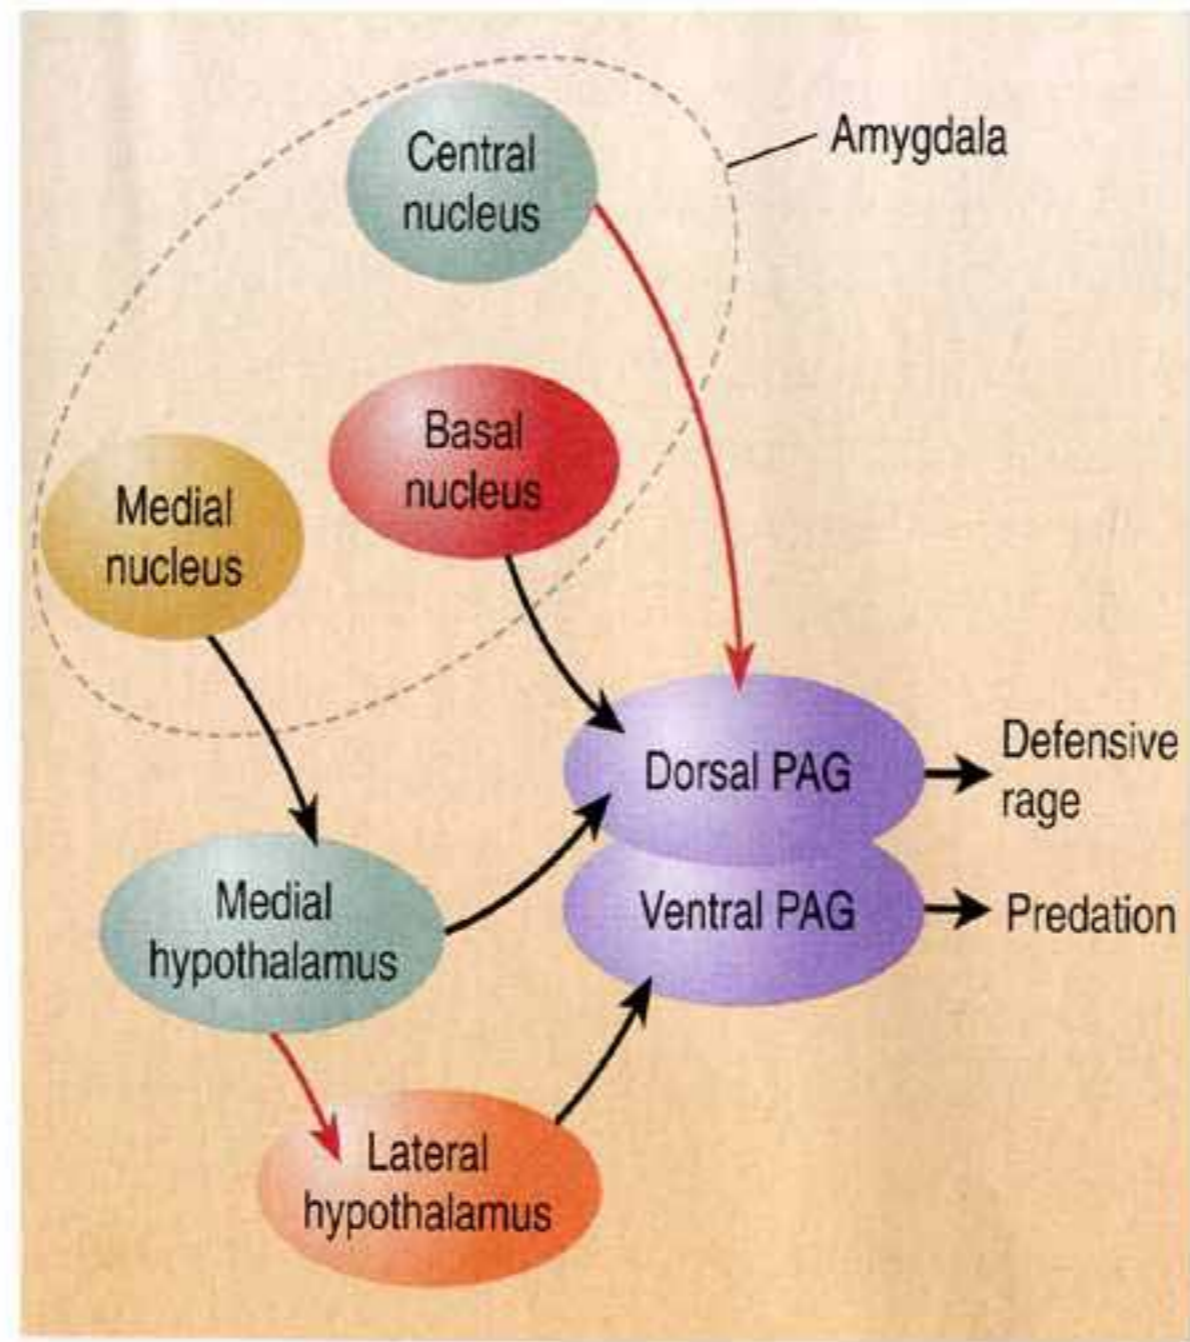 Central
nucleus
Amygdala
Basal
nucleus
Medial
nucleus
Dorsal PAG
Defensive
rage
Medial
hypothalamus
Ventral PAG
Predation
Lateral
hypothalamus